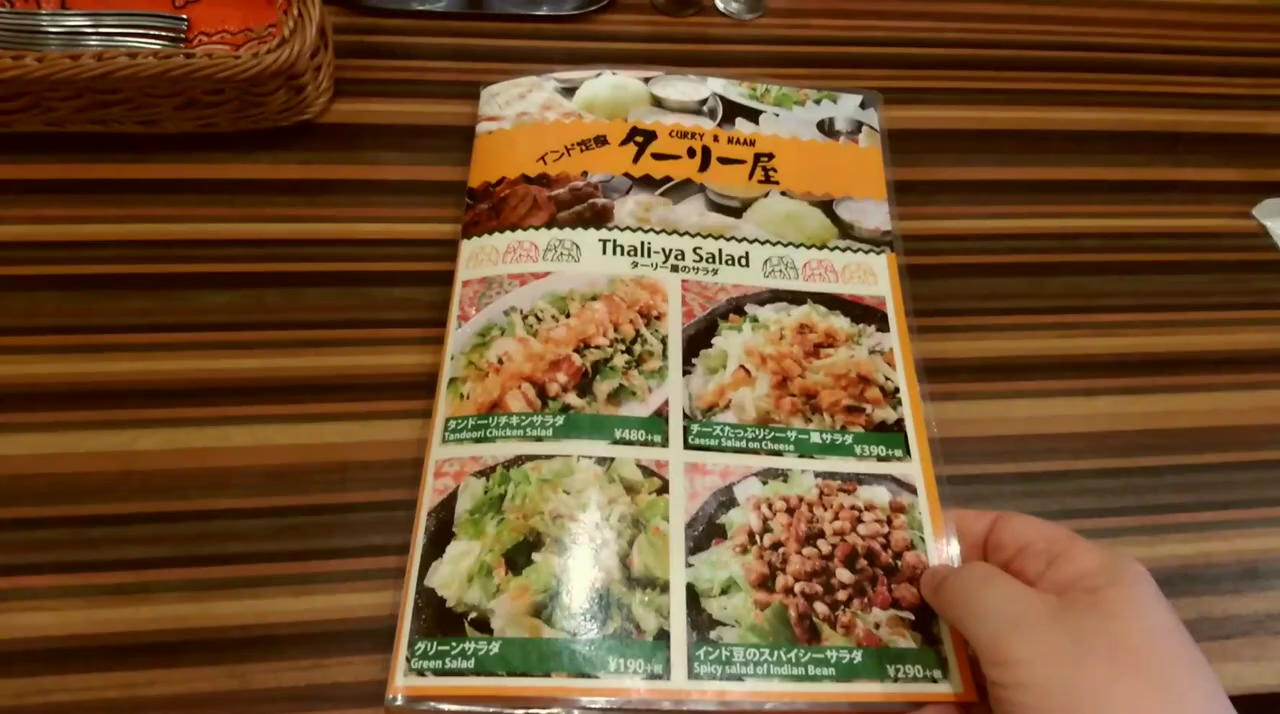 CURRY & NAAN
インド定食 ターリー屋
Thali-ya Salad
ターリー屋のサラダ
タンドーリチキンサラダ
Tandoori Chicken Salad
¥480+税
チーズたっぷりシーザー風サラダ
Caesar Salad on Cheese
¥390+税
グリーンサラダ
Green Salad
¥190+税
インド豆のスパイシーサラダ
Spicy salad of Indian Bean
¥290+税